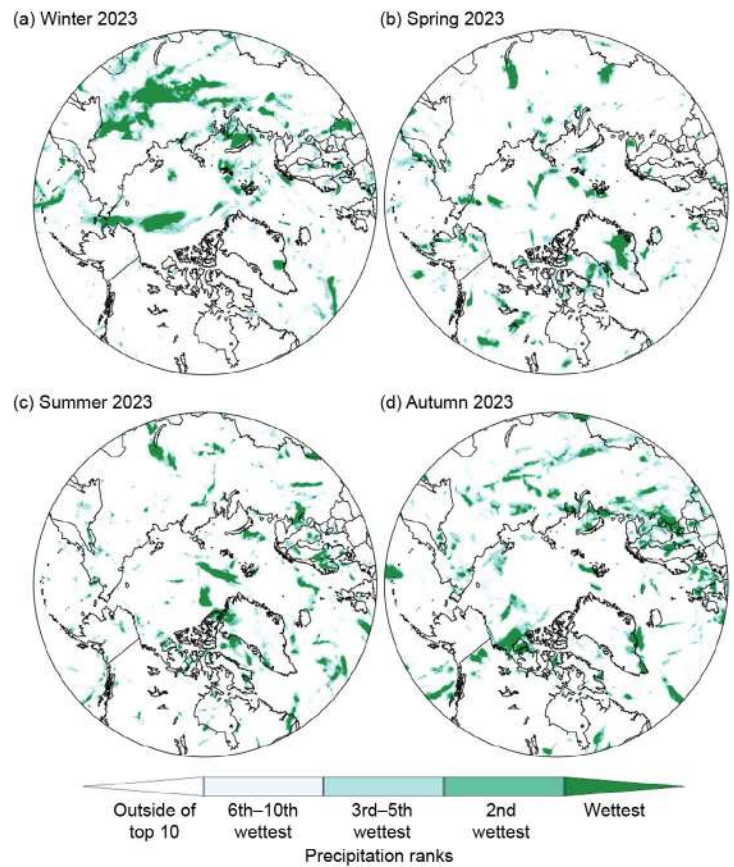 (a) Winter 2023
(b) Spring 2023
(c) Summer 2023
(d) Autumn 2023
Outside of top 10
6th–10th wettest
3rd–5th wettest
2nd wettest
Wettest
Precipitation ranks